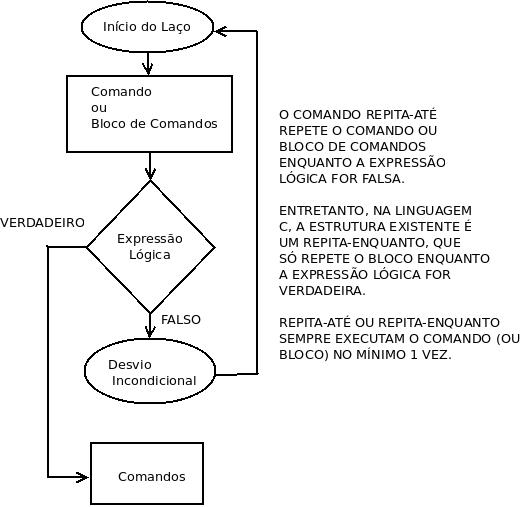 Início do Laço
Comando
ou
Bloco de Comandos
VERDADEIRO
Expressão
Lógica
FALSO
Desvio
Incondicional
Comandos
O COMANDO REPITA-ATÉ
REPETE O COMANDO OU
BLOCO DE COMANDOS
ENQUANTO A EXPRESSÃO
LÓGICA FOR FALSA.
ENTRETANTO, NA LINGUAGEM
C, A ESTRUTURA EXISTENTE É
UM REPITA-ENQUANTO, QUE
SÓ REPETE O BLOCO ENQUANTO
A EXPRESSÃO LÓGICA FOR
VERDADEIRA.
REPITA-ATÉ OU REPITA-ENQUANTO
SEMPRE EXECUTAM O COMANDO (OU
BLOCO) NO MÍNIMO 1 VEZ.